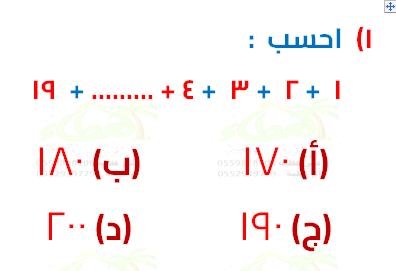 ١) احسب :
١ + ٢ + ٣ + ٤ + ......... + ١٩
(أ) ١٧٠ (ب) ١٨٠
(ج) ١٩٠ (د) ٢٠٠